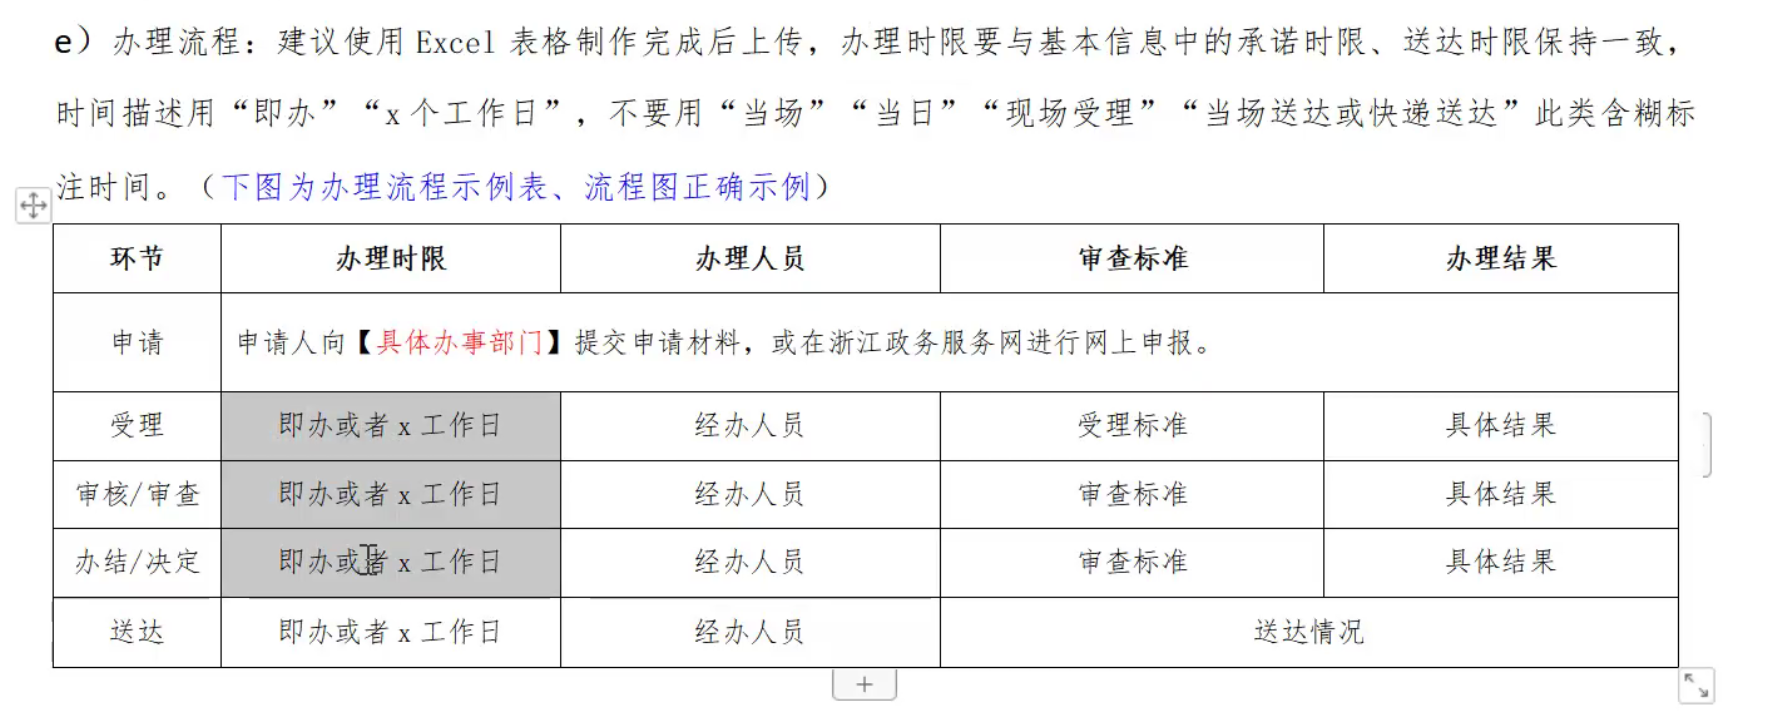 e）办理流程：建议使用 Excel 表格制作完成后上传，办理时限要与基本信息中的承诺时限、送达时限保持一致，
时间描述用“即办”“x 个工作日”，不要用“当场”“当日”“现场受理”“当场送达或快递送达”此类含糊标
注时间。（下图为办理流程示例表、流程图正确示例）
环节 办理时限 办理人员 审查标准 办理结果
申请 申请人向【具体办事部门】提交申请材料，或在浙江政务服务网进行网上申报。
受理 即办或者 x 工作日 经办人员 受理标准 具体结果
审核/审查 即办或者 x 工作日 经办人员 审查标准 具体结果
办结/决定 即办或者 x 工作日 经办人员 审查标准 具体结果
送达 即办或者 x 工作日 经办人员 送达情况